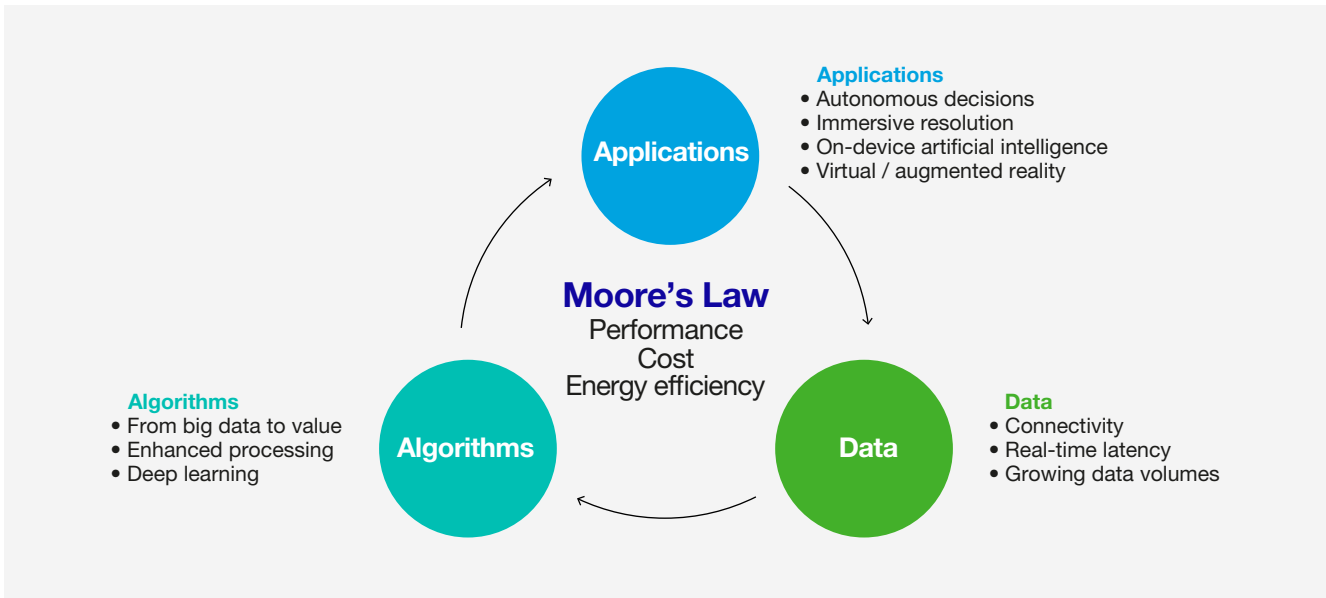 Applications
• Autonomous decisions
• Immersive resolution
• On-device artificial intelligence
• Virtual / augmented reality
Applications
Moore’s Law
Performance
Cost
Energy efficiency
Algorithms
• From big data to value
• Enhanced processing
• Deep learning
Algorithms
Data
Data
• Connectivity
• Real-time latency
• Growing data volumes